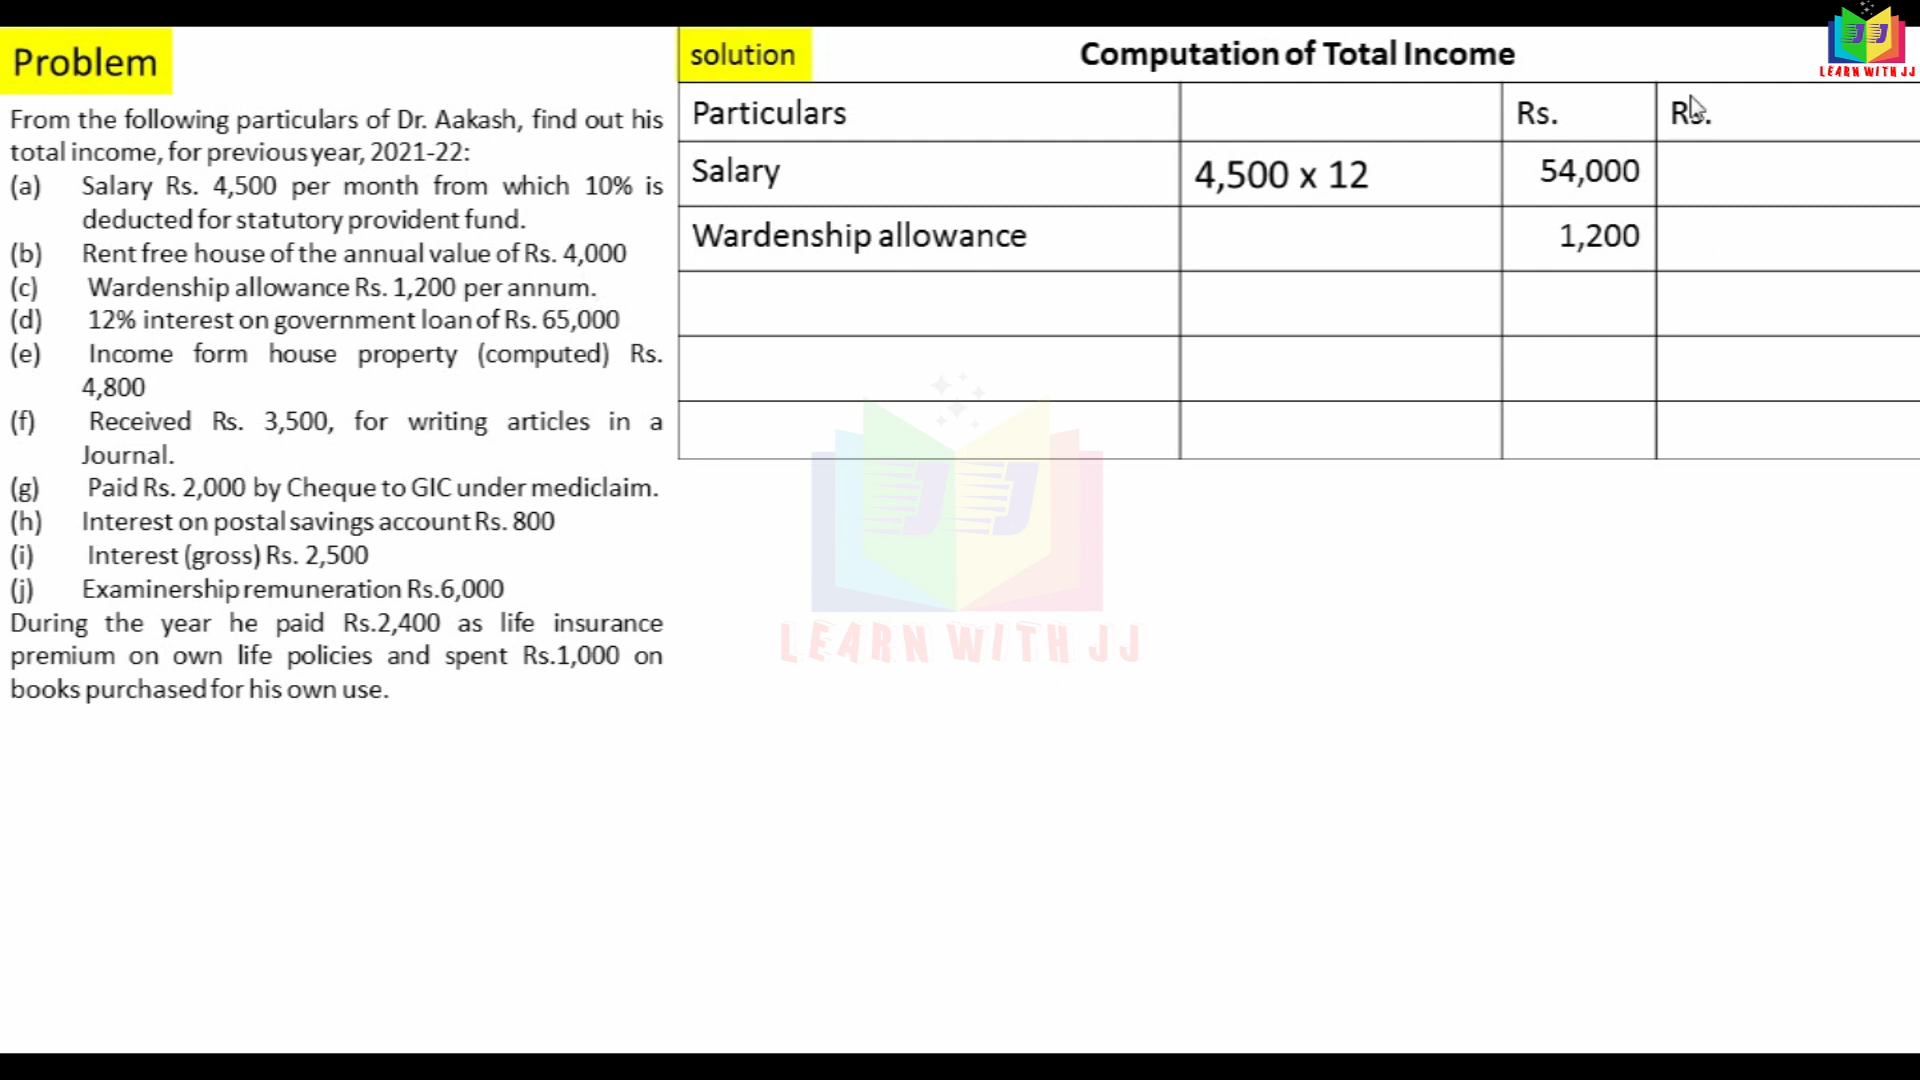 Problem
From the following particulars of Dr. Aakash, find out his
total income, for previous year, 2021-22:
(a) Salary Rs. 4,500 per month from which 10% is
deducted for statutory provident fund.
(b) Rent free house of the annual value of Rs. 4,000
(c) Wardenship allowance Rs. 1,200 per annum.
(d) 12% interest on government loan of Rs. 65,000
(e) Income form house property (computed) Rs.
4,800
(f) Received Rs. 3,500, for writing articles in a
Journal.
(g) Paid Rs. 2,000 by Cheque to GIC under mediclaim.
(h) Interest on postal savings account Rs. 800
(i) Interest (gross) Rs. 2,500
(j) Examinership remuneration Rs.6,000
During the year he paid Rs.2,400 as life insurance
premium on own life policies and spent Rs.1,000 on
books purchased for his own use.
solution Computation of Total Income
Particulars Rs. Rs.
Salary 4,500 x 12 54,000
Wardenship allowance 1,200
JJ
LEARN WITH JJ
JJ
LEARN WITH JJ